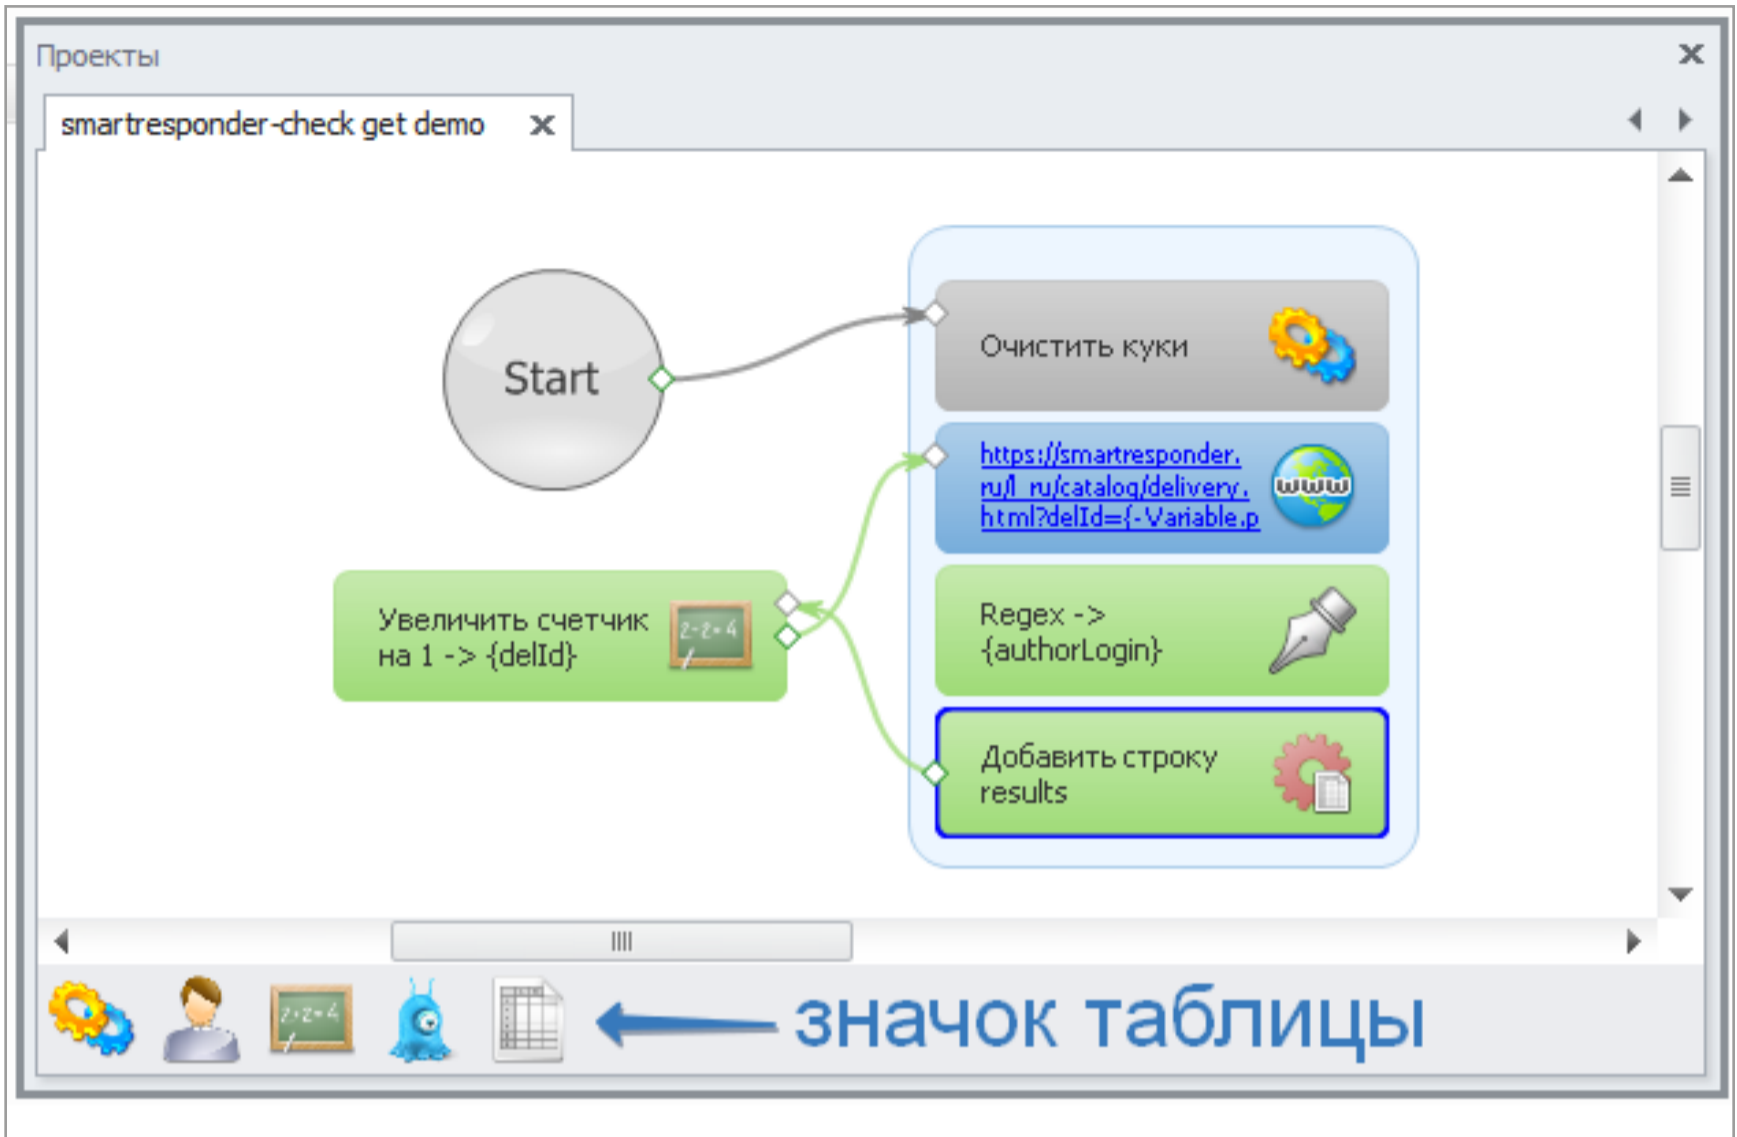 Проекты
smartresponder-check get demo
Start
Очистить куки
https://smartresponder.
ru/l_ru/catalog/delivery.
html?delId={-Variable.p
Увеличить счетчик
на 1 -> {delId}
2-2=4
Regex ->
{authorLogin}
Добавить строку
results
www
2+2=4
значок таблицы